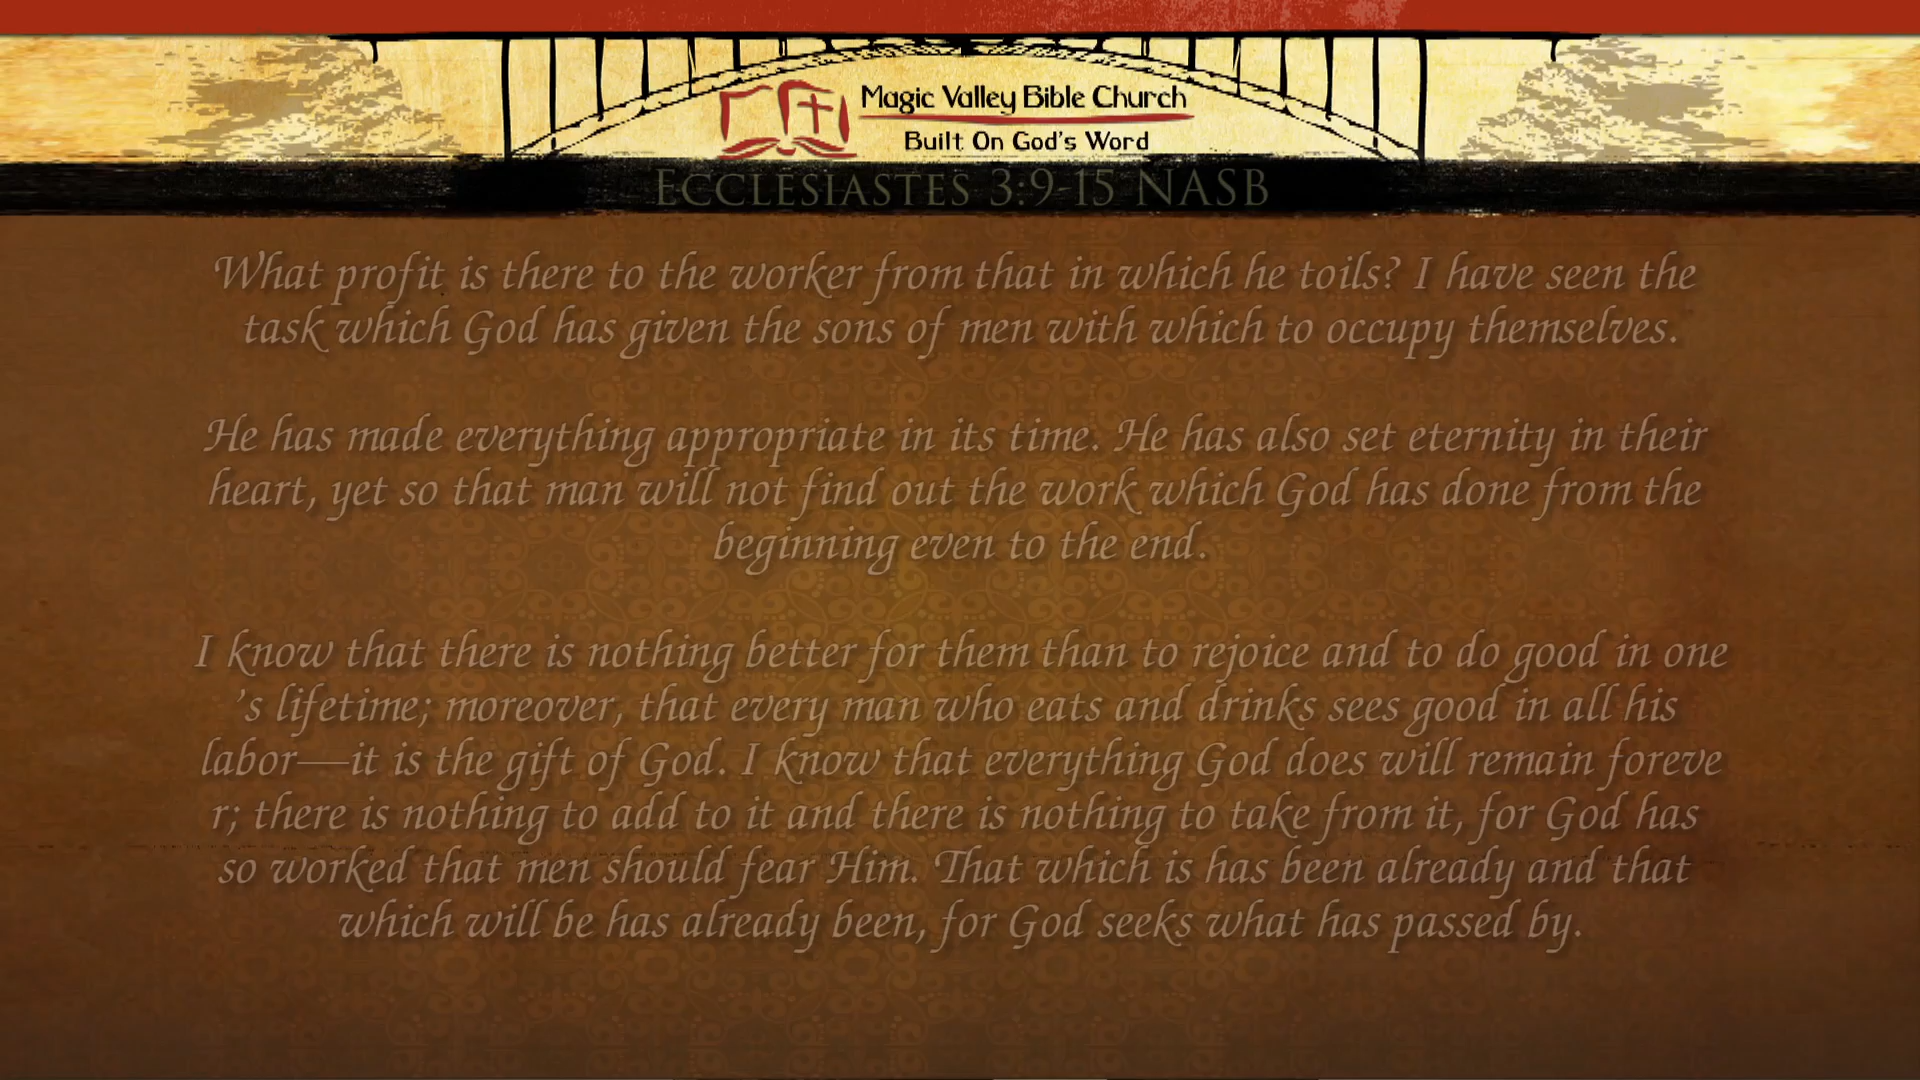 Magic Valley Bible Church
Built On God's Word
Ecclesiastes 3:9-15 NASB
What profit is there to the worker from that in which he toils? I have seen the
task which God has given the sons of men with which to occupy themselves.
He has made everything appropriate in its time. He has also set eternity in their
heart, yet so that man will not find out the work which God has done from the
beginning even to the end.
I know that there is nothing better for them than to rejoice and to do good in one
's lifetime; moreover, that every man who eats and drinks sees good in all his
labor—it is the gift of God. I know that everything God does will remain foreve
r; there is nothing to add to it and there is nothing to take from it, for God has
so worked that men should fear Him. That which is has been already and that
which will be has already been, for God seeks what has passed by.